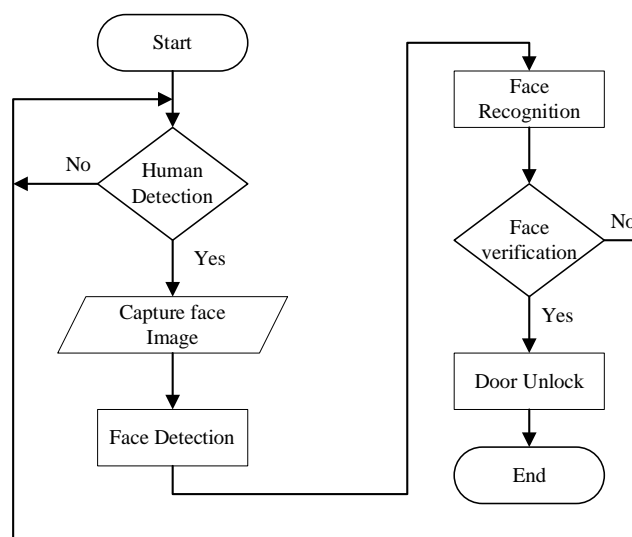 Start
No
Human
Detection
Yes
Capture face
Image
Face Detection
Face
Recognition
Face
verification
No
Yes
Door Unlock
End